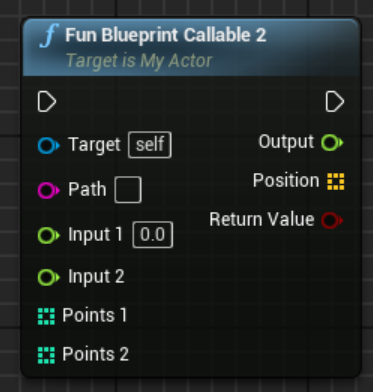 f Fun Blueprint Callable 2
Target is My Actor
Target self
Output
Position
Path
Return Value
Input 1 0.0
Input 2
Points 1
Points 2